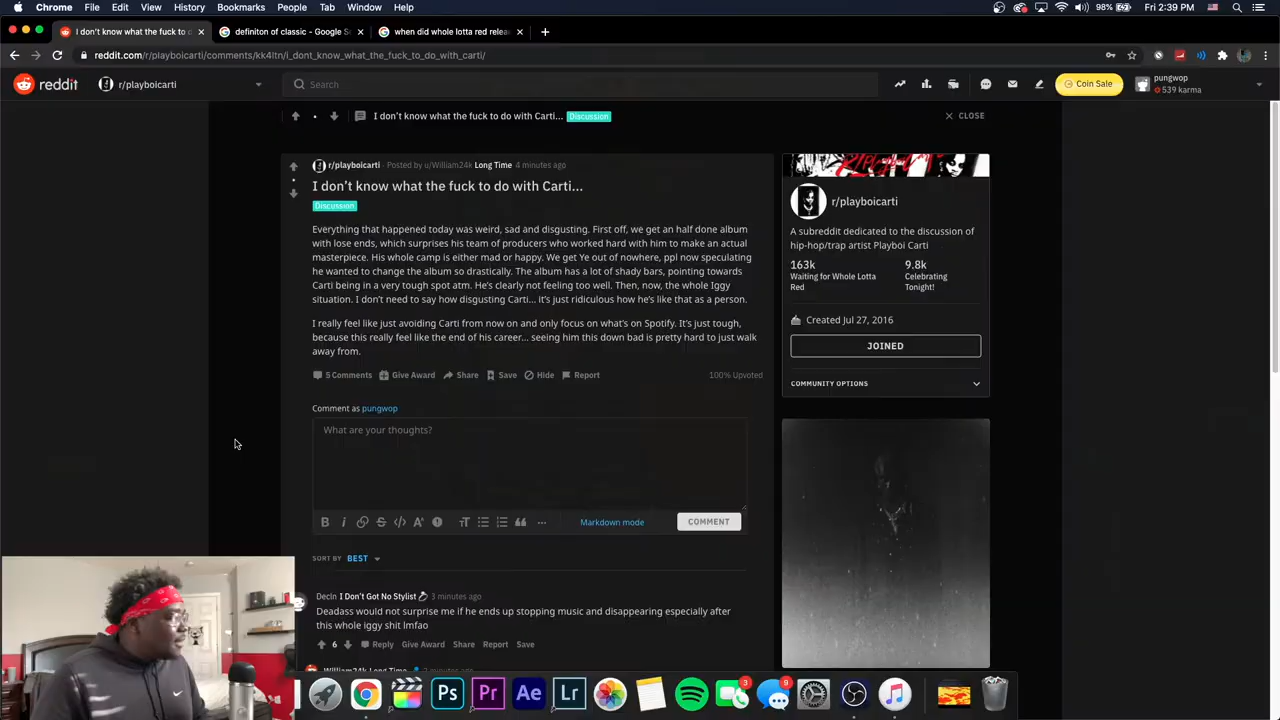 Chrome File Edit View History Bookmarks People Tab Window Help 98% Fri 2:39 PM
I don't know what the fuck to d × definiton of classic - Google Se × when did whole lotta red relea × +
reddit.com/r/playboicarti/comments/kk4ltn/i_dont_know_what_the_fuck_to_do_with_carti/
reddit r/playboicarti Search Coin Sale pungwop
539 karma
I don't know what the fuck to do with Carti... Discussion CLOSE
r/playboicarti · Posted by u/William24k Long Time 4 minutes ago
I don't know what the fuck to do with Carti...
Discussion
Everything that happened today was weird, sad and disgusting. First off, we get an half done album
with lose ends, which surprises his team of producers who worked hard with him to make an actual
masterpiece. His whole camp is either mad or happy. We get Ye out of nowhere, ppl now speculating
he wanted to change the album so drastically. The album has a lot of shady bars, pointing towards
Carti being in a very tough spot atm. He's clearly not feeling too well. Then, now, the whole Iggy
situation. I don't need to say how disgusting Carti... it's just ridiculous how he's like that as a person.
I really feel like just avoiding Carti from now on and only focus on what's on Spotify. It's just tough,
because this really feel like the end of his career... seeing him this down bad is pretty hard to just walk
away from.
5 Comments Give Award Share Save Hide Report 100% Upvoted
Comment as pungwop
What are your thoughts?
B i Markdown mode COMMENT
SORT BY BEST
DecIn I Don't Got No Stylist 3 minutes ago
Deadass would not surprise me if he ends up stopping music and disappearing especially after
this whole iggy shit lmfao
6 Reply Give Award Share Report Save
William24k Long Time 2 minutes ago
r/playboicarti
A subreddit dedicated to the discussion of
hip-hop/trap artist Playboi Carti
163k 9.8k
Waiting for Whole Lotta Celebrating
Red Tonight!
Created Jul 27, 2016
JOINED
COMMUNITY OPTIONS
Ps Pr Ae Lr 3 9